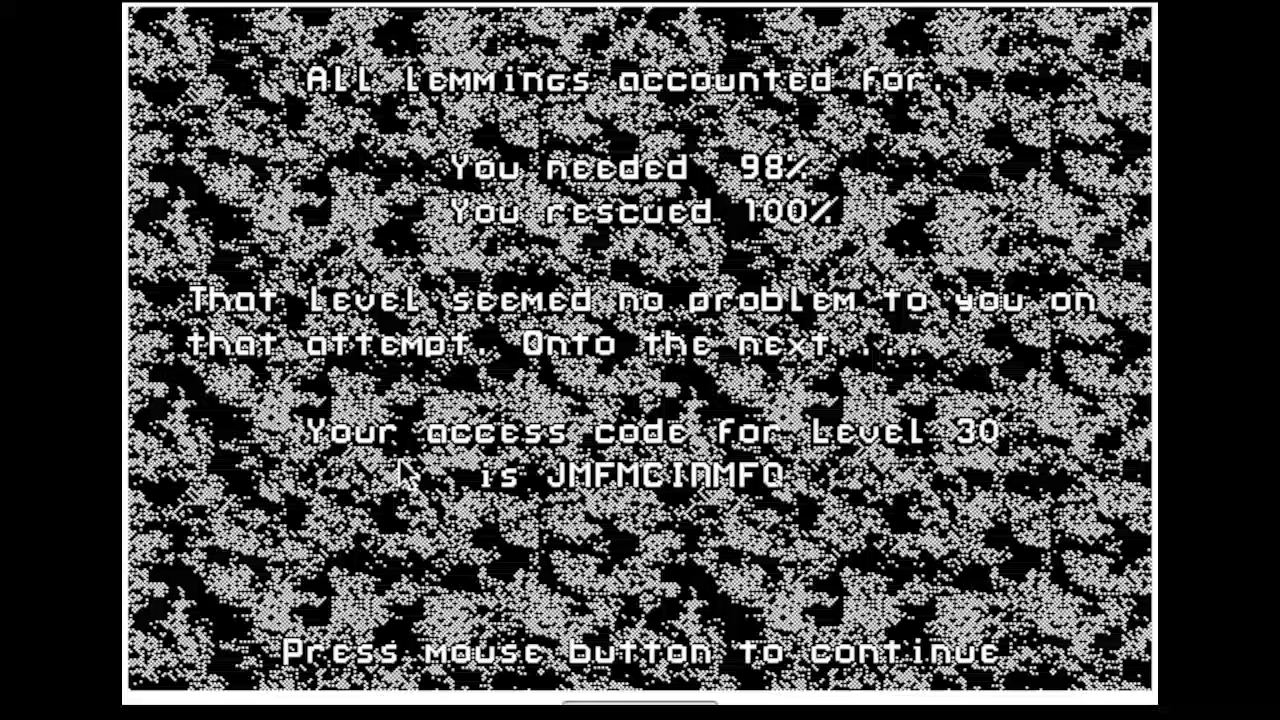 All lemmings accounted for.
You needed 98%
You rescued 100%
That level seemed no problem to you on
that attempt. Onto the next....
Your access code for Level 30
is JMFMCINMFQ
Press mouse button to continue